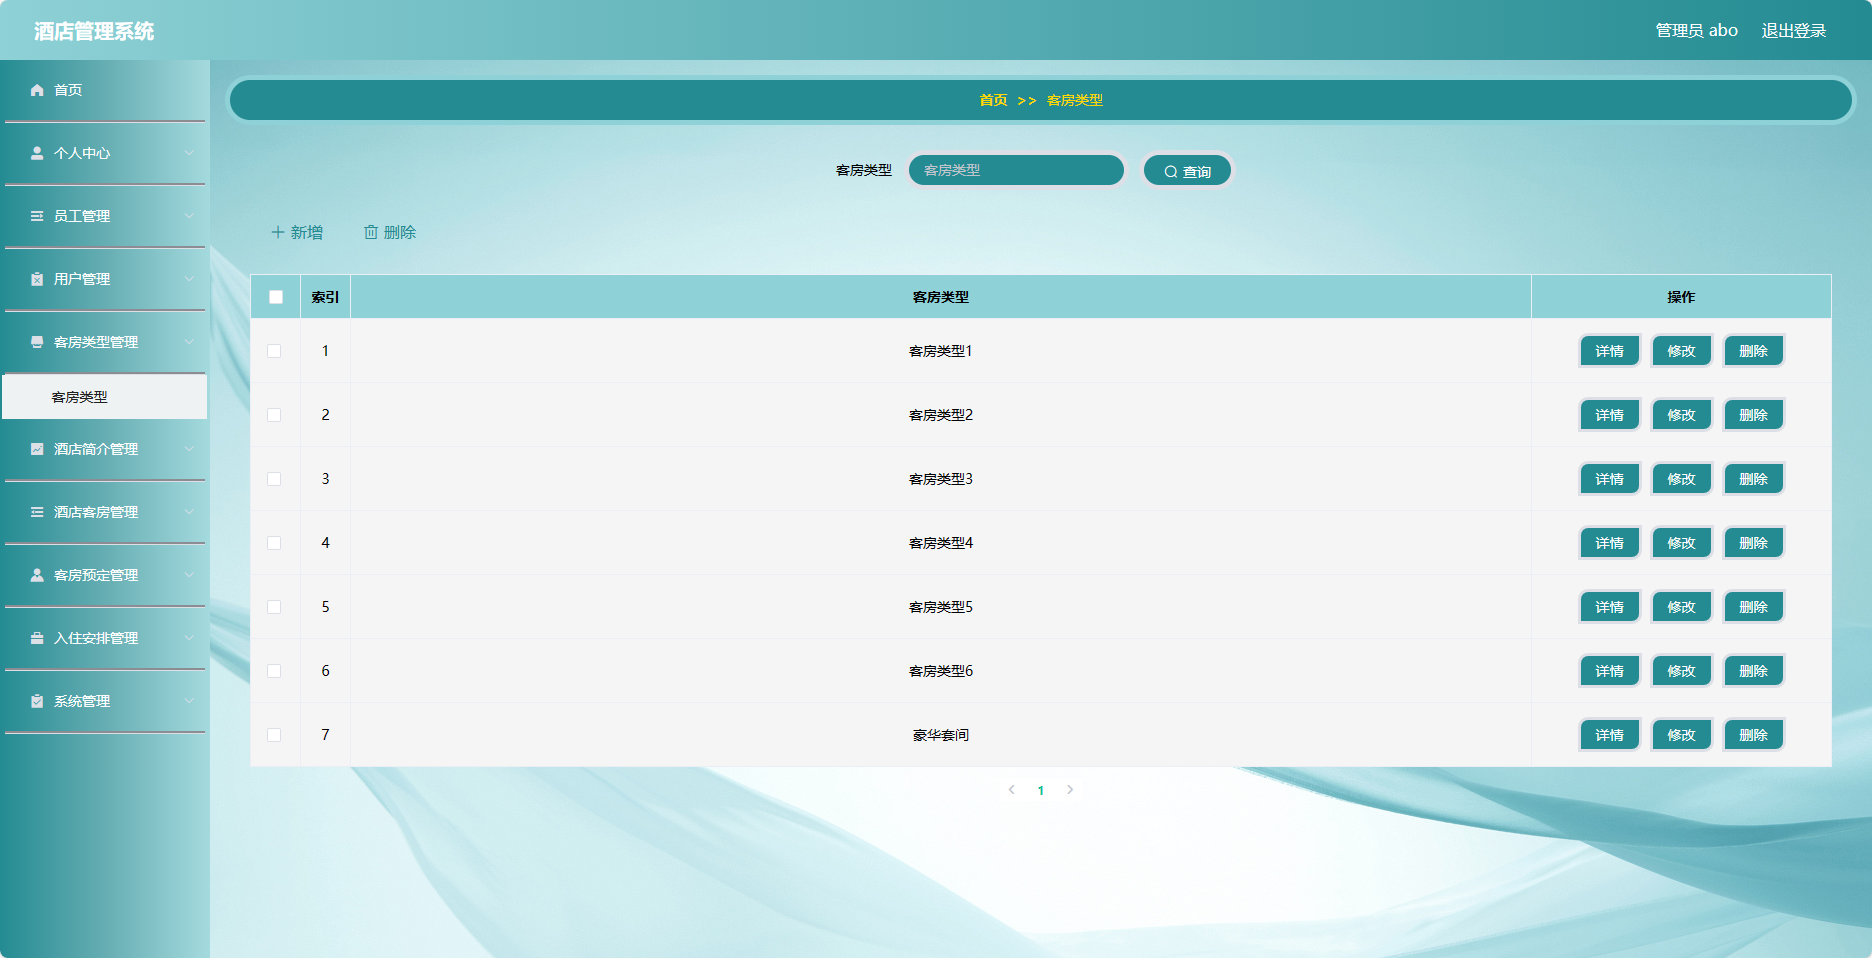 酒店管理系统
管理员 abo 退出登录
首页
个人中心
员工管理
用户管理
客房类型管理
客房类型
酒店简介管理
酒店客房管理
客房预定管理
入住安排管理
系统管理
首页 >> 客房类型
客房类型 客房类型 查询
新增 删除
索引 客房类型 操作
1 客房类型1 详情 修改 删除
2 客房类型2 详情 修改 删除
3 客房类型3 详情 修改 删除
4 客房类型4 详情 修改 删除
5 客房类型5 详情 修改 删除
6 客房类型6 详情 修改 删除
7 豪华套间 详情 修改 删除
1